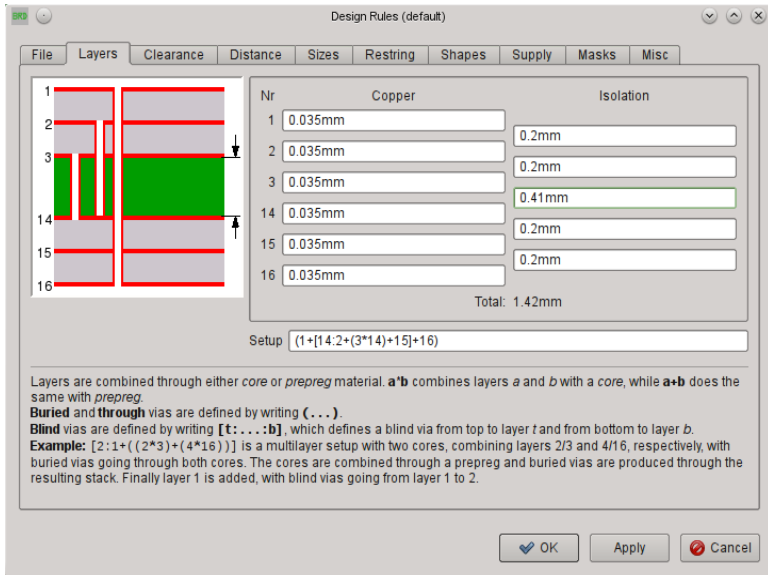 BRD
Design Rules (default)
File Layers Clearance Distance Sizes Restring Shapes Supply Masks Misc
1
2
3
14
15
16
Nr Copper Isolation
1 0.035mm
0.2mm
2 0.035mm
0.2mm
3 0.035mm
0.41mm
14 0.035mm
0.2mm
15 0.035mm
0.2mm
16 0.035mm
Total: 1.42mm
Setup (1+[14:2+(3*14)+15]+16)
Layers are combined through either core or prepreg material. a*b combines layers a and b with a core, while a+b does the
same with prepreg.
Buried and through vias are defined by writing (...).
Blind vias are defined by writing [t:...:b], which defines a blind via from top to layer t and from bottom to layer b.
Example: [2:1+((2*3)+(4*16))] is a multilayer setup with two cores, combining layers 2/3 and 4/16, respectively, with
buried vias going through both cores. The cores are combined through a prepreg and buried vias are produced through the
resulting stack. Finally layer 1 is added, with blind vias going from layer 1 to 2.
OK Apply Cancel